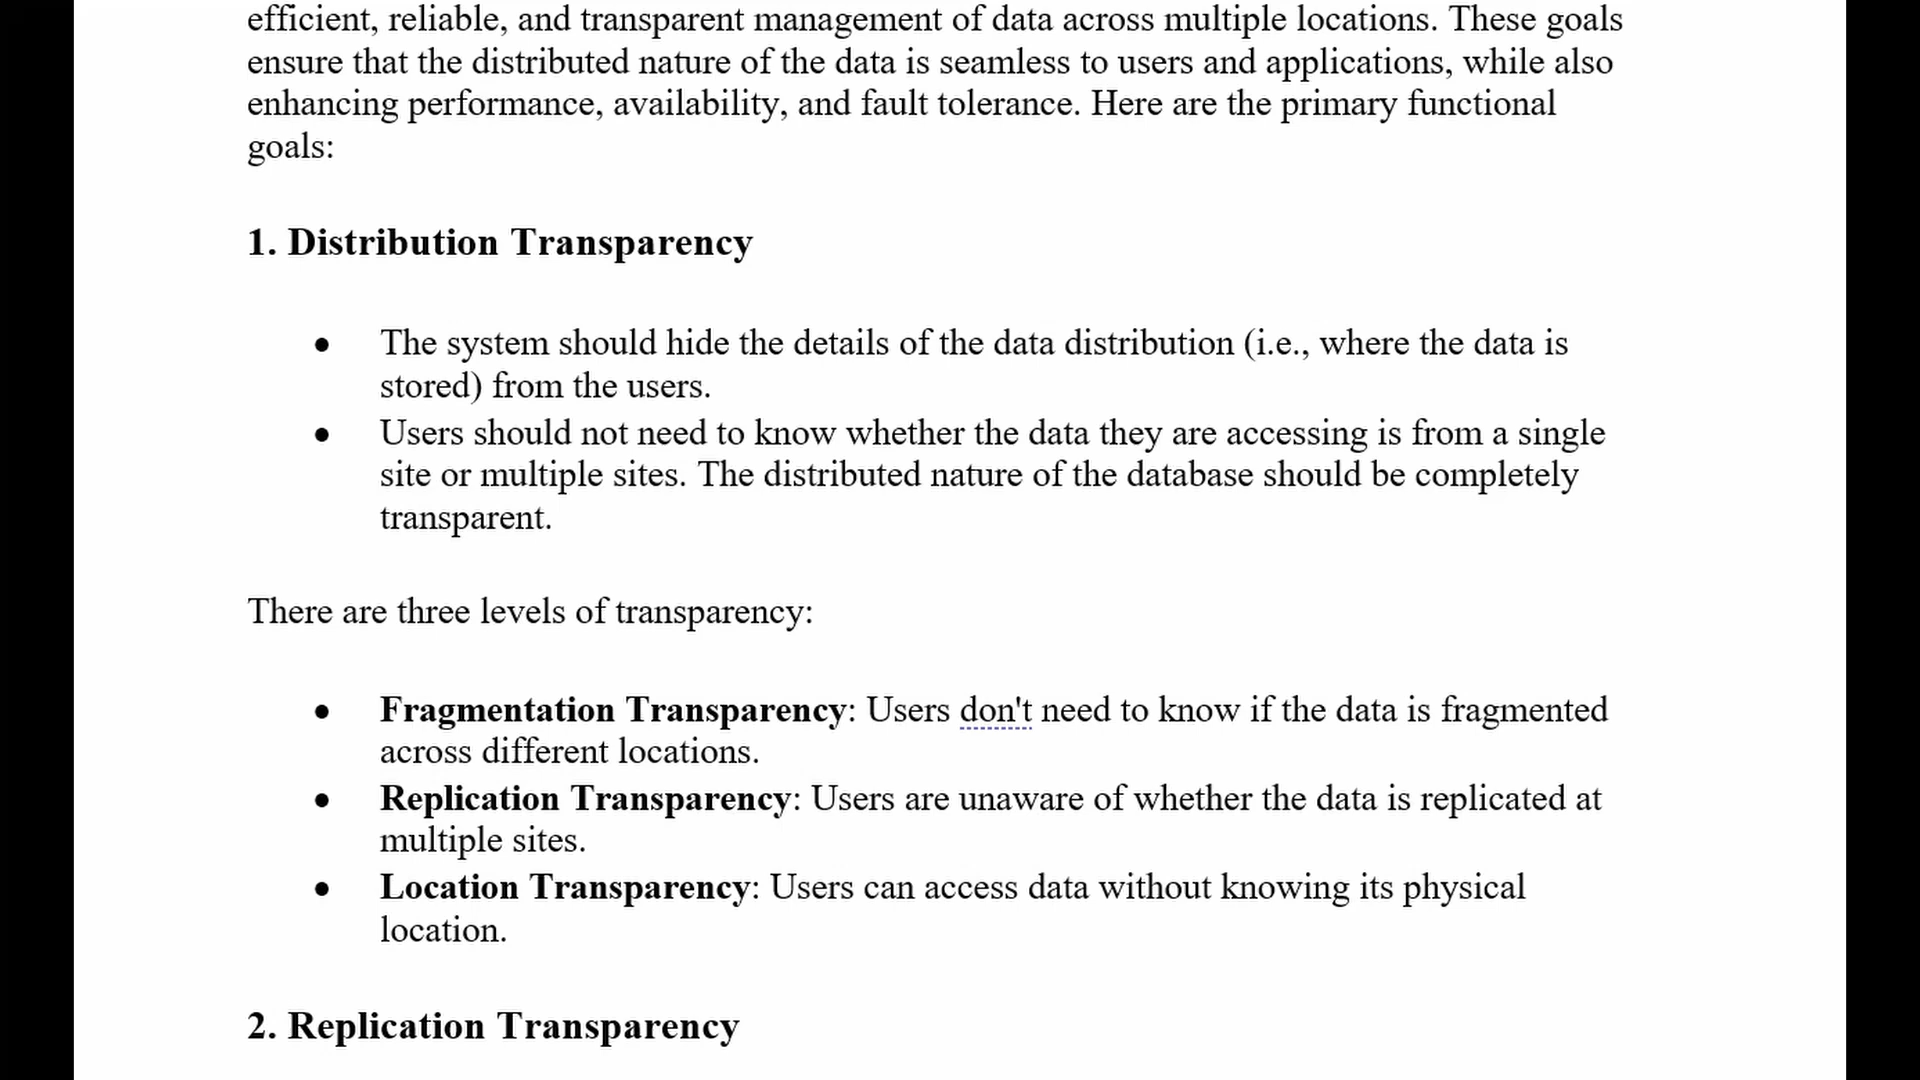 efficient, reliable, and transparent management of data across multiple locations. These goals
ensure that the distributed nature of the data is seamless to users and applications, while also
enhancing performance, availability, and fault tolerance. Here are the primary functional
goals:
1. Distribution Transparency
● The system should hide the details of the data distribution (i.e., where the data is
stored) from the users.
● Users should not need to know whether the data they are accessing is from a single
site or multiple sites. The distributed nature of the database should be completely
transparent.
There are three levels of transparency:
● Fragmentation Transparency: Users don't need to know if the data is fragmented
across different locations.
● Replication Transparency: Users are unaware of whether the data is replicated at
multiple sites.
● Location Transparency: Users can access data without knowing its physical
location.
2. Replication Transparency